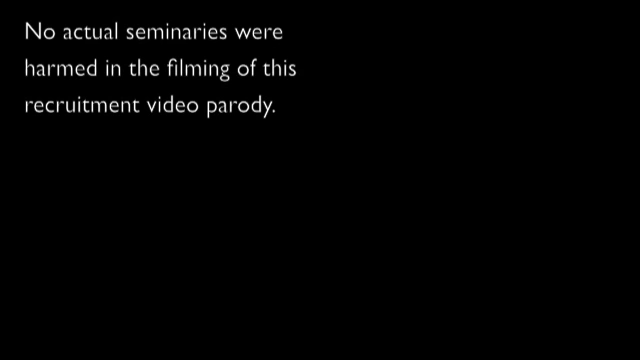 No actual seminaries were
harmed in the filming of this
recruitment video parody.